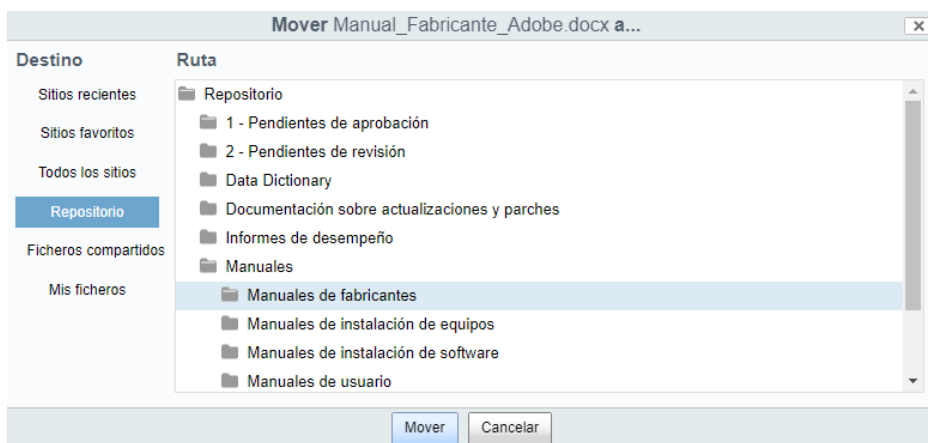 Mover Manual_Fabricante_Adobe.docx a...
Destino
Sitios recientes
Sitios favoritos
Todos los sitios
Repositorio
Ficheros compartidos
Mis ficheros
Ruta
Repositorio
1 - Pendientes de aprobación
2 - Pendientes de revisión
Data Dictionary
Documentación sobre actualizaciones y parches
Informes de desempeño
Manuales
Manuales de fabricantes
Manuales de instalación de equipos
Manuales de instalación de software
Manuales de usuario
Mover
Cancelar